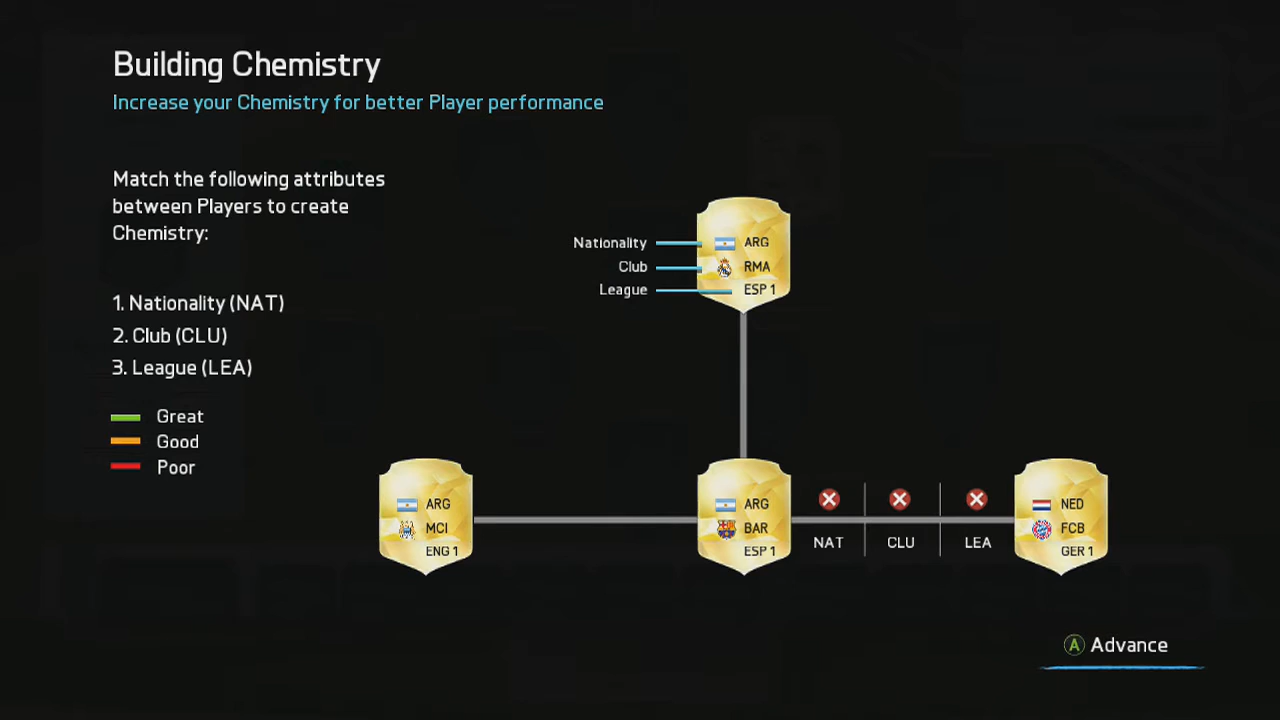 Building Chemistry
Increase your Chemistry for better Player performance
Match the following attributes
between Players to create
Chemistry:
1. Nationality (NAT)
2. Club (CLU)
3. League (LEA)
Great
Good
Poor
Nationality
Club
League
ARG
RMA
ESP 1
ARG
MCI
ENG 1
ARG
BAR
ESP 1
NAT
CLU
LEA
NED
FCB
GER 1
A Advance